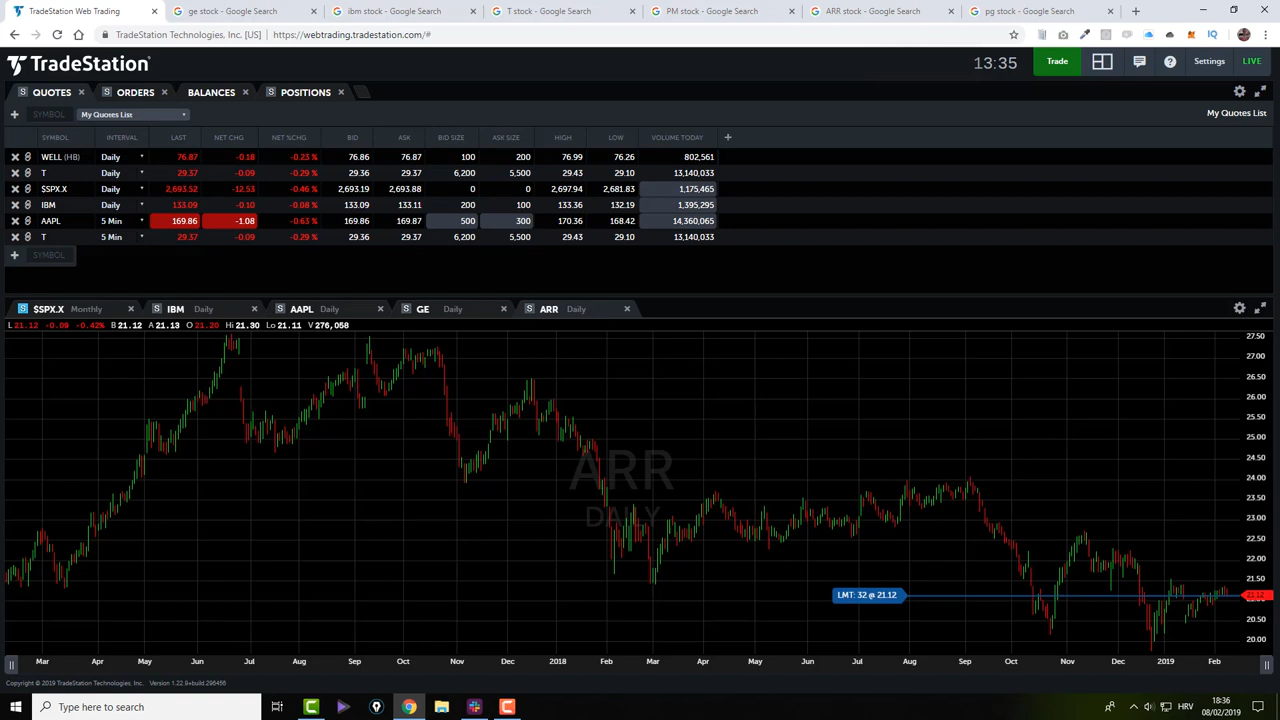 TradeStation Web Trading
ge stock - Google Search
ibm stock - Google Search
T stock - Google Search
PM stock - Google Search
ARR stock - Google Search
pg stock - Google Search
TradeStation Technologies, Inc. [US] | https://webtrading.tradestation.com/#
TradeStation 13:35 Trade Settings LIVE
QUOTES ORDERS BALANCES POSITIONS
SYMBOL My Quotes List My Quotes List
SYMBOL INTERVAL LAST NET CHG NET %CHG BID ASK BID SIZE ASK SIZE HIGH LOW VOLUME TODAY
WELL (HB) Daily 76.87 -0.18 -0.23 % 76.86 76.87 100 200 76.99 76.26 802,561
T Daily 29.37 -0.09 -0.29 % 29.36 29.37 6,200 5,500 29.43 29.10 13,140,033
$SPX.X Daily 2,693.52 -12.53 -0.46 % 2,693.19 2,693.88 0 0 2,697.94 2,681.83 1,175,465
IBM Daily 133.09 -0.10 -0.08 % 133.09 133.11 200 100 133.36 132.19 1,395,295
AAPL 5 Min 169.86 -1.08 -0.63 % 169.86 169.87 500 300 170.36 168.42 14,360,065
T 5 Min 29.37 -0.09 -0.29 % 29.36 29.37 6,200 5,500 29.43 29.10 13,140,033
SYMBOL
$SPX.X Monthly IBM Daily AAPL Daily GE Daily ARR Daily
L 21.12 -0.09 -0.42% B 21.12 A 21.13 O 21.20 Hi 21.30 Lo 21.11 V 276,058
27.50
27.00
26.50
26.00
25.50
25.00
24.50
24.00
23.50
23.00
22.50
22.00
21.50
20.50
20.00
ARR
DAILY
LMT: 32 @ 21.12
21.12
Mar Apr May Jun Jul Aug Sep Oct Nov Dec 2018 Feb Mar Apr May Jun Jul Aug Sep Oct Nov Dec 2019 Feb
Copyright © 2019 TradeStation Technologies, Inc. Version 1.22.9+build.298456
Type here to search
HRV
18:36
08/02/2019